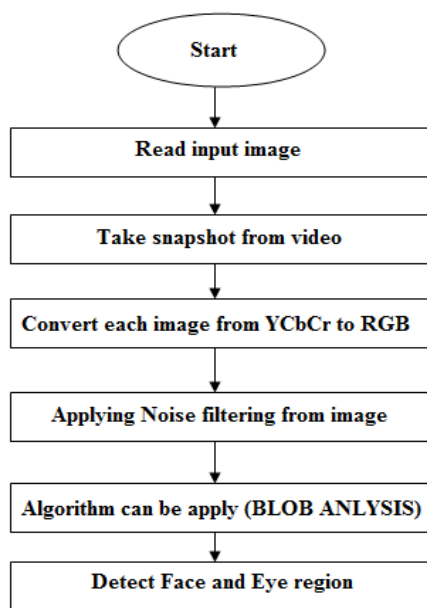 Start
Read input image
Take snapshot from video
Convert each image from YCbCr to RGB
Applying Noise filtering from image
Algorithm can be apply (BLOB ANLYSIS)
Detect Face and Eye region